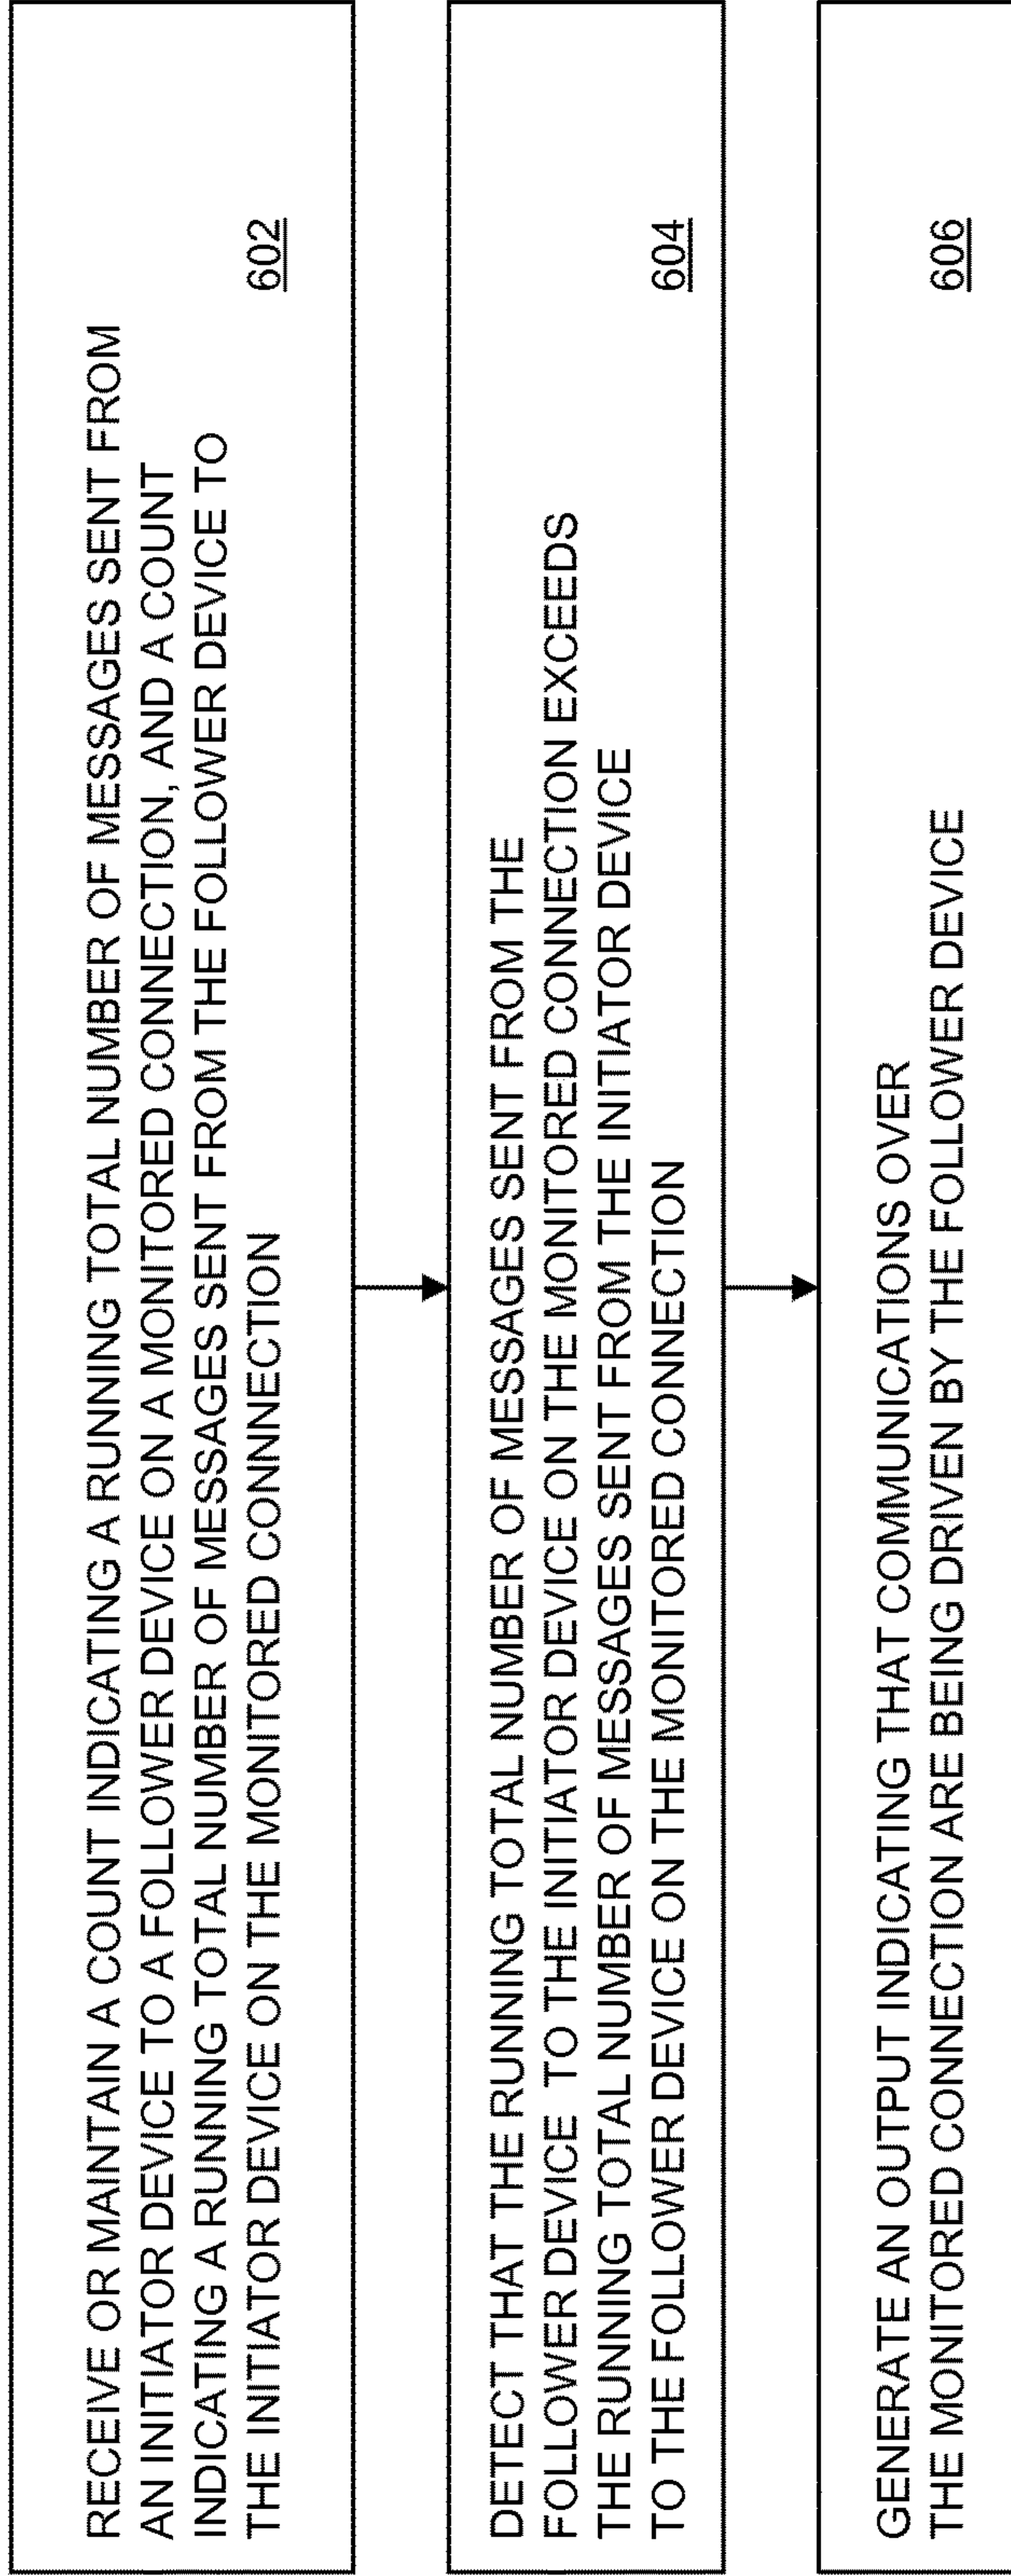 RECEIVE OR MAINTAIN A COUNT INDICATING A RUNNING TOTAL NUMBER OF MESSAGES SENT FROM
AN INITIATOR DEVICE TO A FOLLOWER DEVICE ON A MONITORED CONNECTION, AND A COUNT
INDICATING A RUNNING TOTAL NUMBER OF MESSAGES SENT FROM THE FOLLOWER DEVICE TO
THE INITIATOR DEVICE ON THE MONITORED CONNNECTION
602
DETECT THAT THE RUNNING TOTAL NUMBER OF MESSAGES SENT FROM THE
FOLLOWER DEVICE TO THE INITIATOR DEVICE ON THE MONITORED CONNECTION EXCEEDS
THE RUNNING TOTAL NUMBER OF MESSAGES SENT FROM THE INITIATOR DEVICE
TO THE FOLLOWER DEVICE ON THE MONITORED CONNECTION
604
GENERATE AN OUTPUT INDICATING THAT COMMUNICATIONS OVER
THE MONITORED CONNECTION ARE BEING DRIVEN BY THE FOLLOWER DEVICE
606